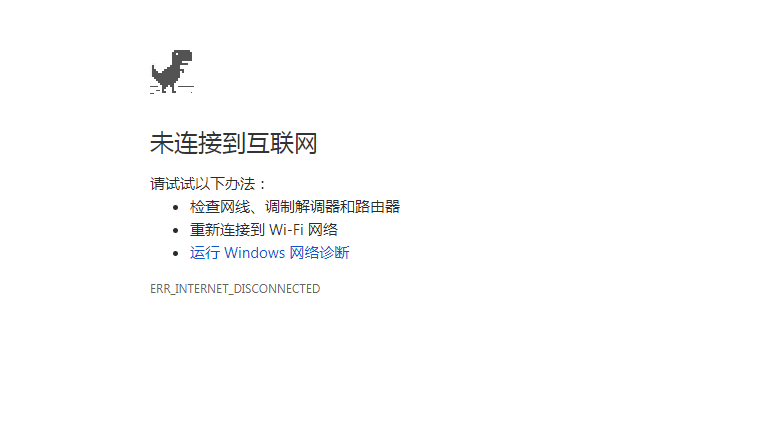 未连接到互联网
请试试以下办法：
检查网线、调制解调器和路由器
重新连接到 Wi-Fi 网络
运行 Windows 网络诊断
ERR_INTERNET_DISCONNECTED